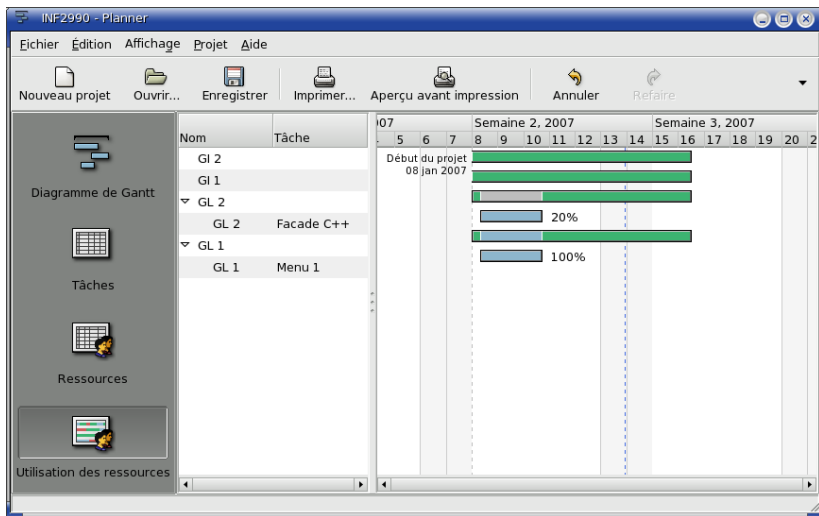 INF2990 - Planner
Fichier Édition Affichage Projet Aide
Nouveau projet Ouvrir... Enregistrer Imprimer... Aperçu avant impression Annuler Refaire
Diagramme de Gantt
Tâches
Ressources
Utilisation des ressources
Nom Tâche
GI 2
GI 1
GL 2
GL 2 Facade C++
GL 1
GL 1 Menu 1
007 Semaine 2, 2007 Semaine 3, 2007
5 6 7 8 9 10 11 12 13 14 15 16 17 18 19 20 2
Début du projet
08 jan 2007
20%
100%